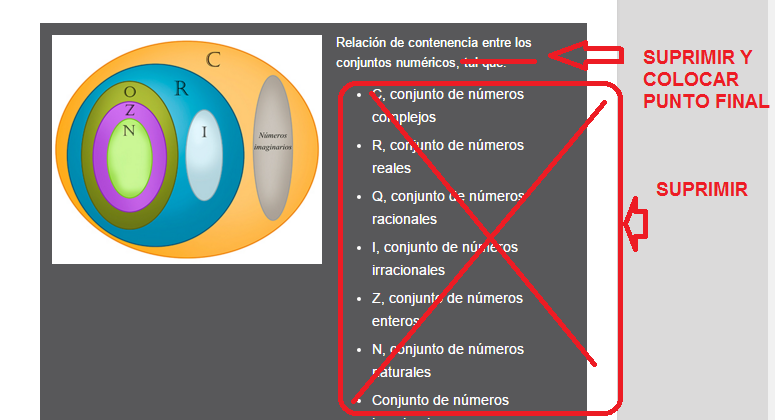 Relación de contenencia entre los
conjuntos numéricos, tal que:
SUPRIMIR Y
COLOCAR
PUNTO FINAL
C
O
R
Z
N
I
Números
imaginarios
• C, conjunto de números
complejos
• R, conjunto de números
reales
• Q, conjunto de números
racionales
• I, conjunto de números
irracionales
• Z, conjunto de números
enteros
• N, conjunto de números
naturales
• Conjunto de números
SUPRIMIR